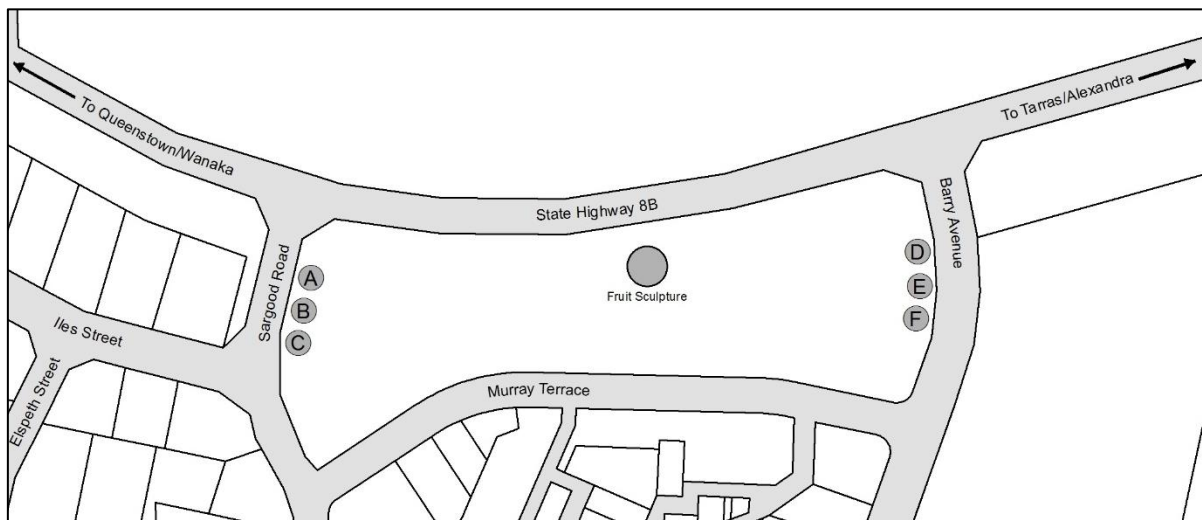 To Queenstown/Wanaka
To Tarras/Alexandra
State Highway 8B
Barry Avenue
Sargood Road
A
B
C
D
E
F
Fruit Sculpture
Iles Street
Elspeth Street
Murray Terrace